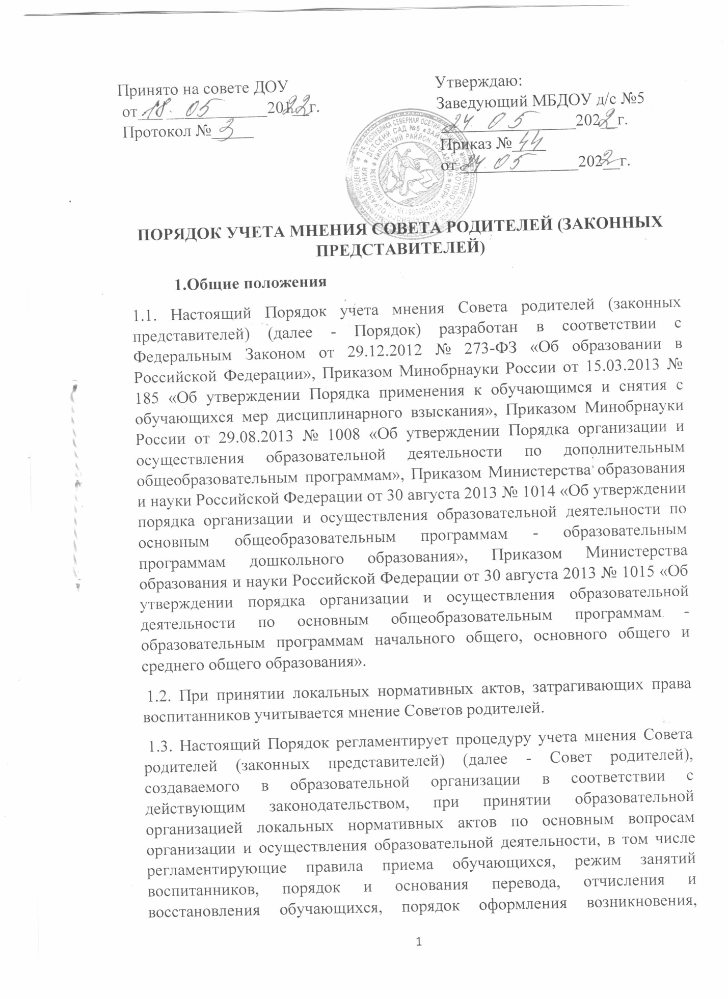 Принято на совете ДОУ
от 18. 05 2022 г.
Протокол № 3
Утверждаю:
Заведующий МБДОУ д/с №5
24. 05 2022 г.
Приказ № 44
от 24. 05 2022 г.
РФ РЕСПУБЛИКА СЕВЕРНАЯ ОСЕТИЯ
ДЕТСКИЙ САД №5 «ЗАЙЧИК» с. ЭЛЬХОТОВО МУНИЦИПАЛЬНОГО ОБРАЗОВАНИЯ
КИРОВСКИЙ РАЙОН РСО-АЛАНИЯ
ИНН 1509003334
ПОРЯДОК УЧЕТА МНЕНИЯ СОВЕТА РОДИТЕЛЕЙ (ЗАКОННЫХ
ПРЕДСТАВИТЕЛЕЙ)
1.Общие положения
1.1. Настоящий Порядок учета мнения Совета родителей (законных
представителей) (далее - Порядок) разработан в соответствии с
Федеральным Законом от 29.12.2012 № 273-ФЗ «Об образовании в
Российской Федерации», Приказом Минобрнауки России от 15.03.2013 №
185 «Об утверждении Порядка применения к обучающимся и снятия с
обучающихся мер дисциплинарного взыскания», Приказом Минобрнауки
России от 29.08.2013 № 1008 «Об утверждении Порядка организации и
осуществления образовательной деятельности по дополнительным
общеобразовательным программам», Приказом Министерства образования
и науки Российской Федерации от 30 августа 2013 № 1014 «Об утверждении
порядка организации и осуществления образовательной деятельности по
основным общеобразовательным программам - образовательным
программам дошкольного образования», Приказом Министерства
образования и науки Российской Федерации от 30 августа 2013 № 1015 «Об
утверждении порядка организации и осуществления образовательной
деятельности по основным общеобразовательным программам -
образовательным программам начального общего, основного общего и
среднего общего образования».
1.2. При принятии локальных нормативных актов, затрагивающих права
воспитанников учитывается мнение Советов родителей.
1.3. Настоящий Порядок регламентирует процедуру учета мнения Совета
родителей (законных представителей) (далее - Совет родителей),
создаваемого в образовательной организации в соответствии с
действующим законодательством, при принятии образовательной
организацией локальных нормативных актов по основным вопросам
организации и осуществления образовательной деятельности, в том числе
регламентирующие правила приема обучающихся, режим занятий
воспитанников, порядок и основания перевода, отчисления и
восстановления обучающихся, порядок оформления возникновения,
1